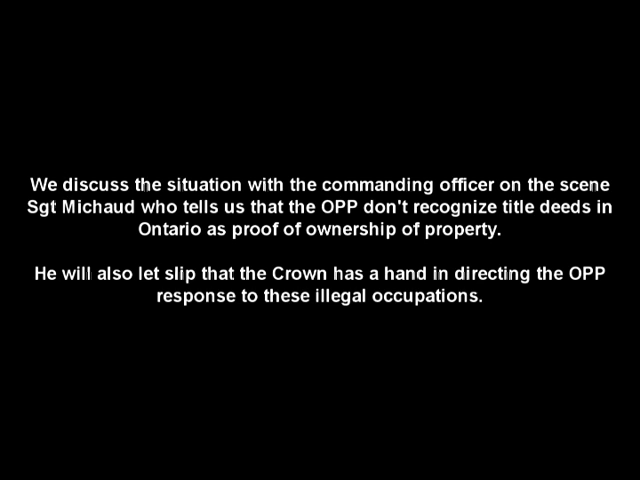 We discuss the situation with the commanding officer on the scene
Sgt Michaud who tells us that the OPP don't recognize title deeds in
Ontario as proof of ownership of property.
He will also let slip that the Crown has a hand in directing the OPP
response to these illegal occupations.